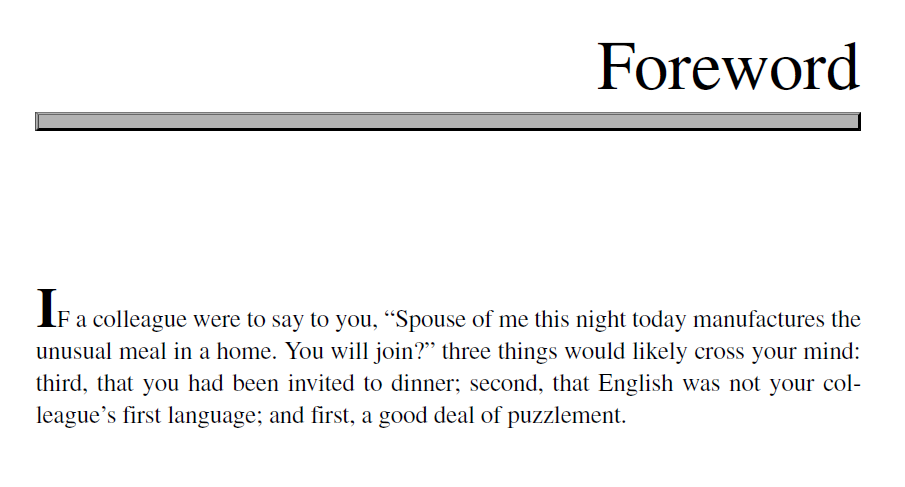 Foreword
IF a colleague were to say to you, “Spouse of me this night today manufactures the
unusual meal in a home. You will join?” three things would likely cross your mind:
third, that you had been invited to dinner; second, that English was not your col-
league’s first language; and first, a good deal of puzzlement.